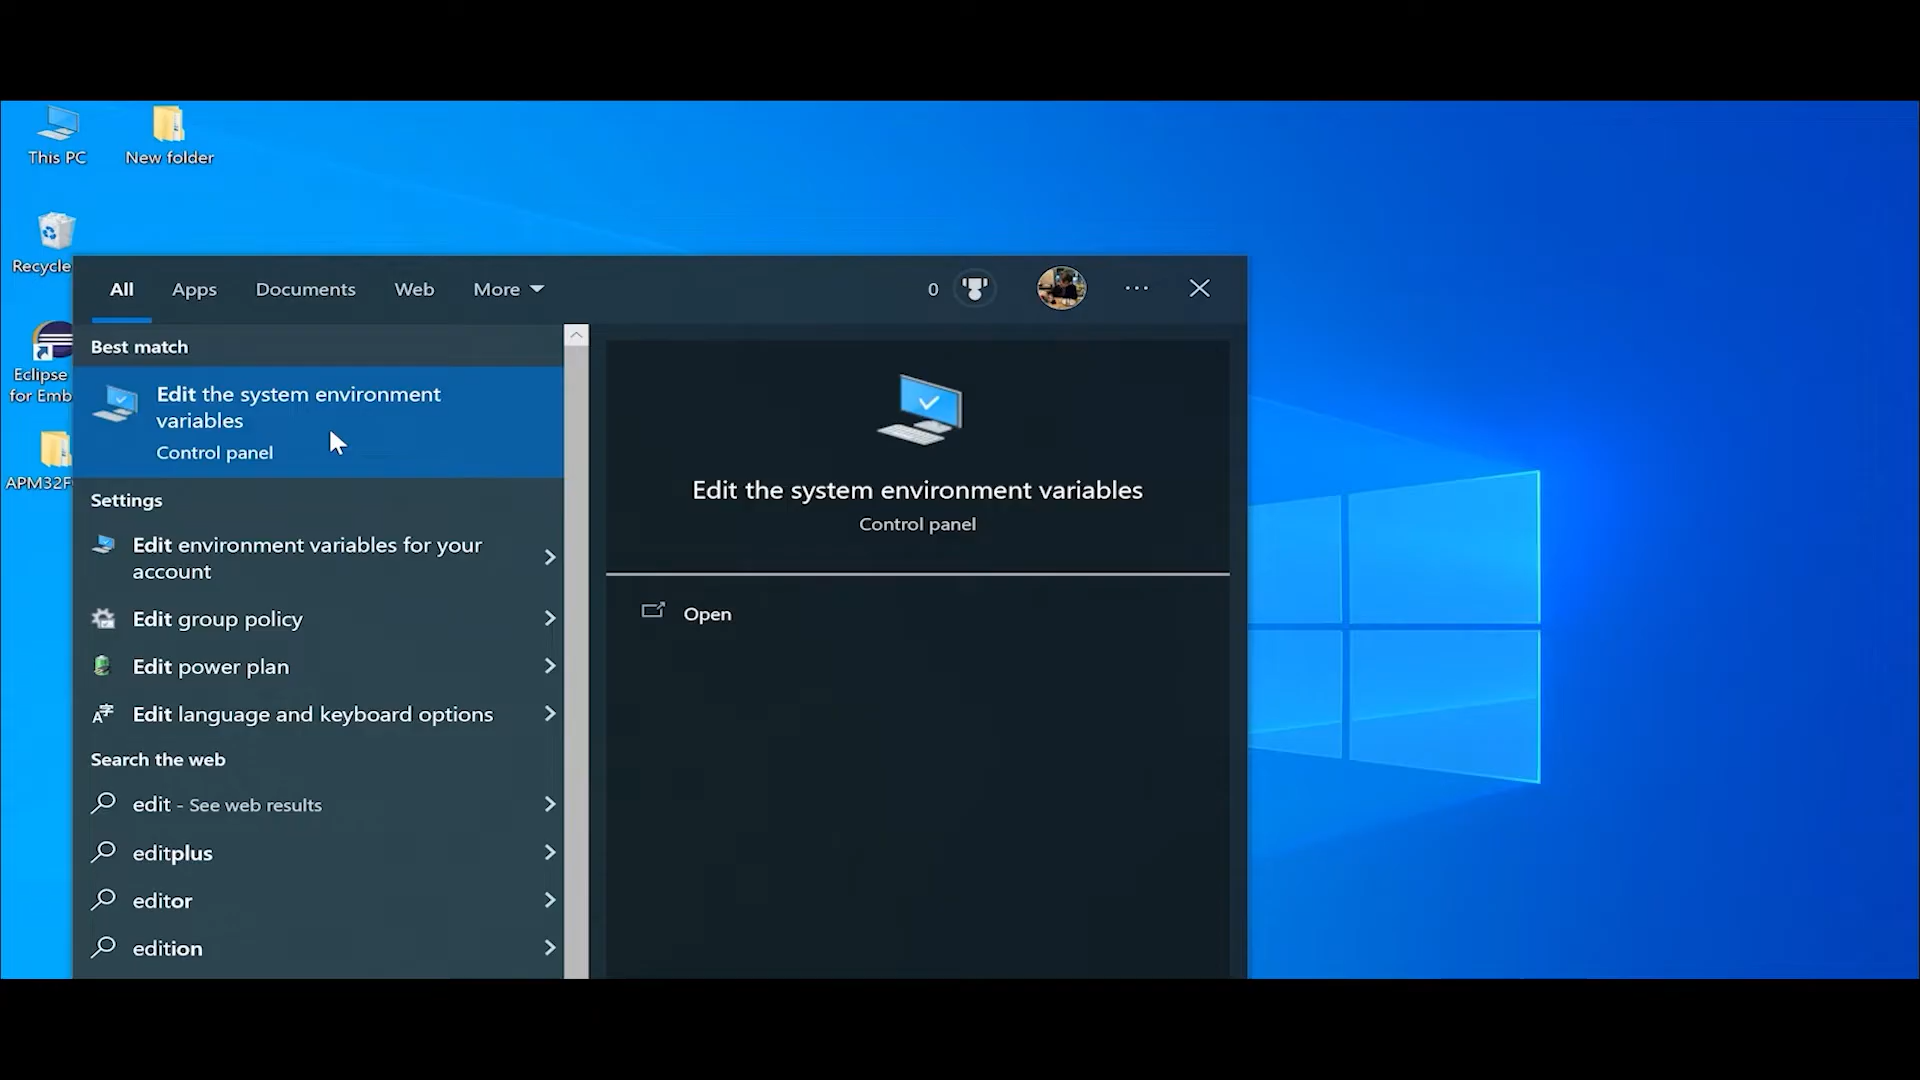 This PC
New folder
Recycle
Eclipse
for Emb
APM32F
All Apps Documents Web More 0
Best match
Edit the system environment
variables
Control panel
Settings
Edit environment variables for your
account
Edit group policy
Edit power plan
Edit language and keyboard options
Search the web
edit - See web results
editplus
editor
edition
Edit the system environment variables
Control panel
Open